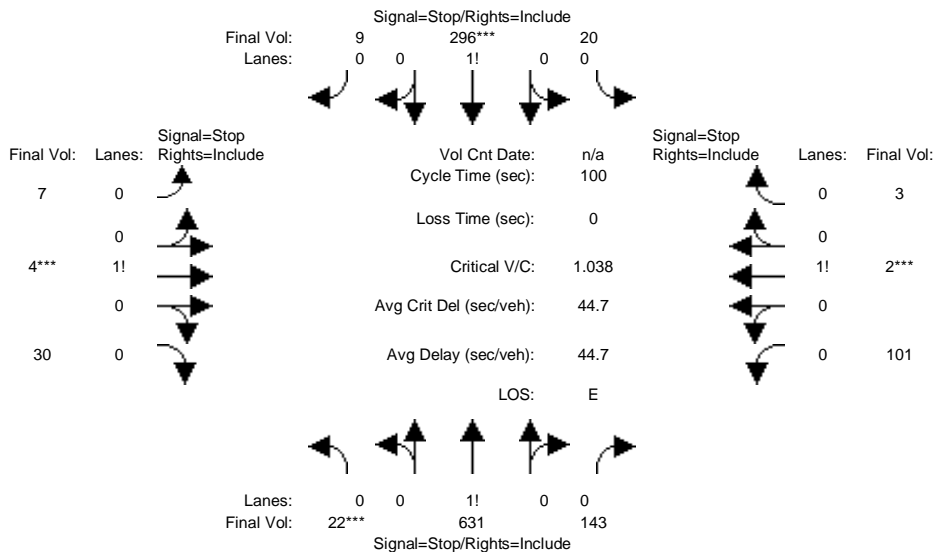 Signal=Stop/Rights=Include
Final Vol: 9 296*** 20
Lanes: 0 0 1! 0 0
Signal=Stop
Final Vol: Lanes: Rights=Include
Vol Cnt Date: n/a
Signal=Stop
Rights=Include Lanes: Final Vol:
Cycle Time (sec): 100
7 0
0 3
Loss Time (sec): 0
0
0
4*** 1!
Critical V/C: 1.038
1! 2***
0
Avg Crit Del (sec/veh): 44.7
0
30 0
Avg Delay (sec/veh): 44.7
0 101
LOS: E
Lanes: 0 0 1! 0 0
Final Vol: 22*** 631 143
Signal=Stop/Rights=Include